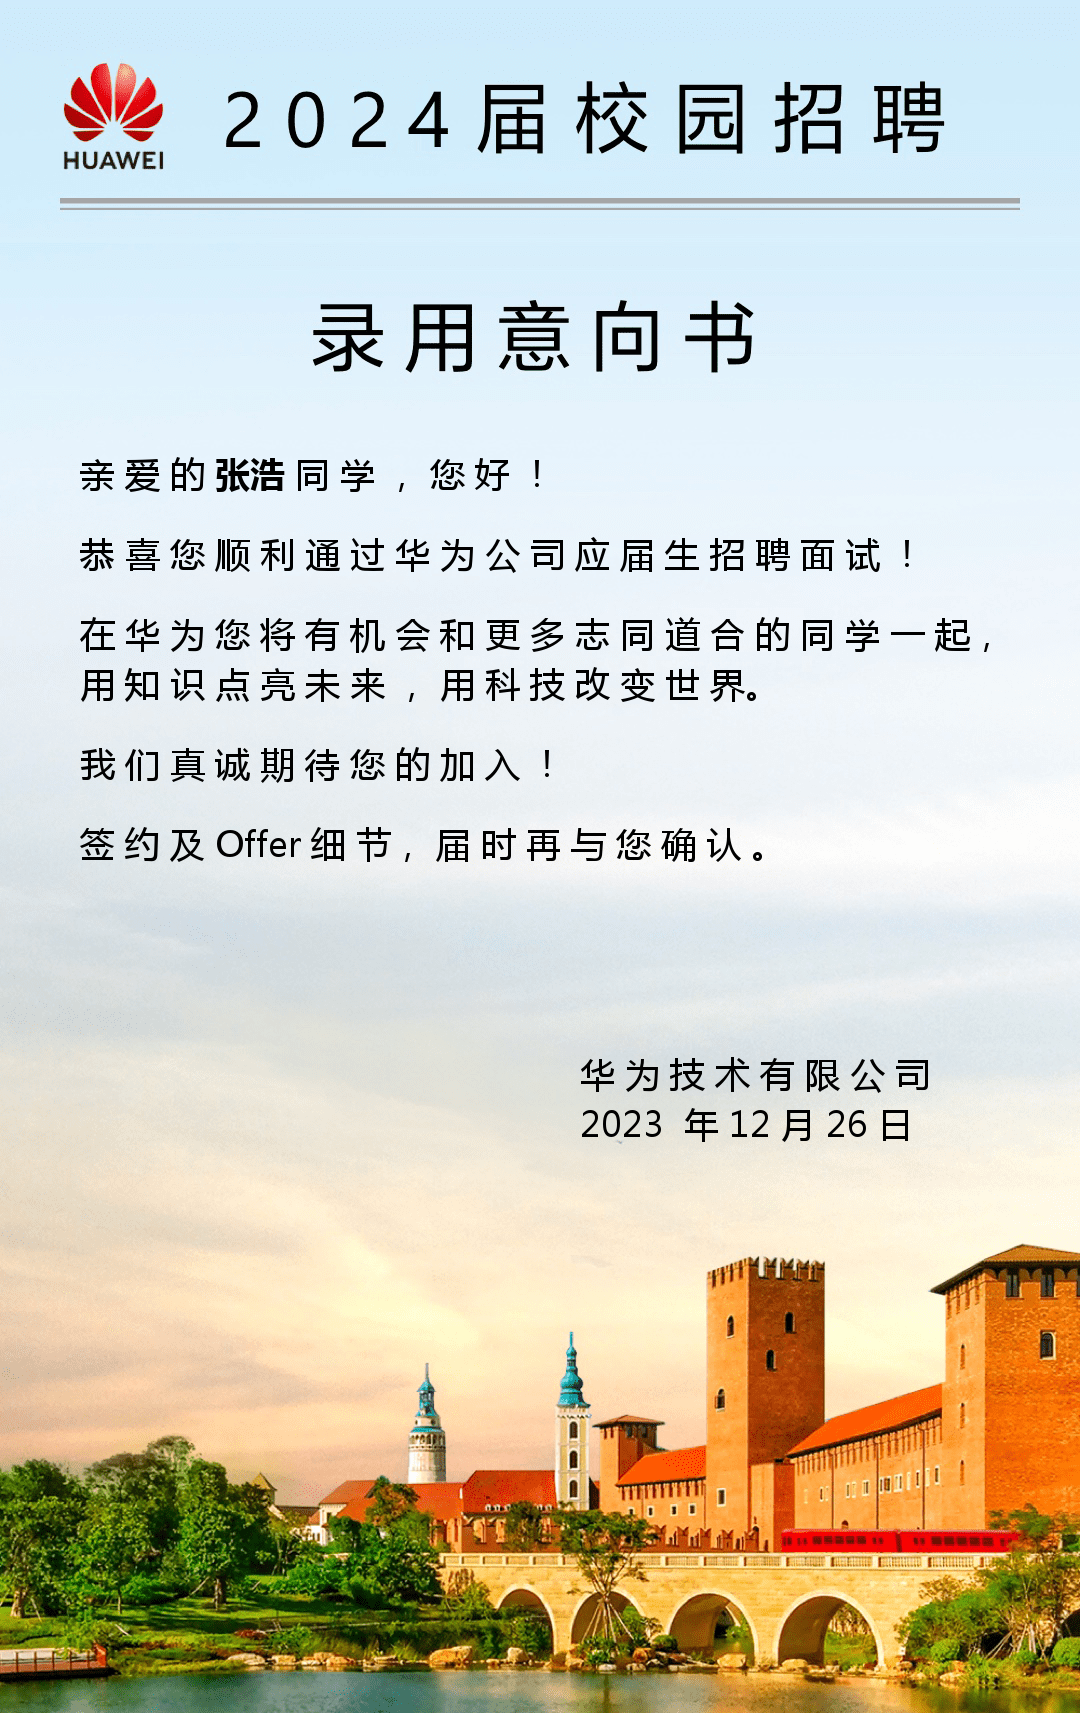 HUAWEI
2024届校园招聘
录用意向书
亲爱的张浩同学，您好！
恭喜您顺利通过华为公司应届生招聘面试！
在华为您将有机会和更多志同道合的同学一起，
用知识点亮未来，用科技改变世界。
我们真诚期待您的加入！
签约及Offer细节，届时再与您确认。
华为技术有限公司
2023 年12月26日